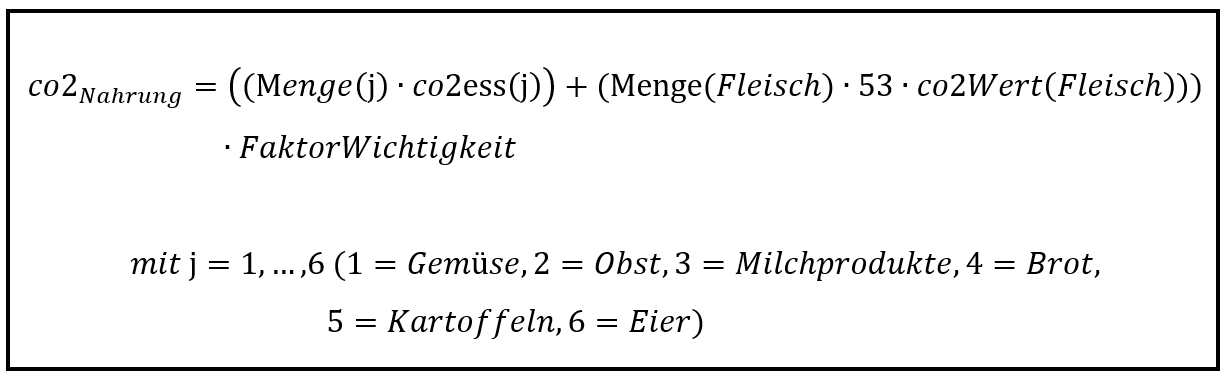 co2Nahrung = ((Menge(j) · co2ess(j)) + (Menge(Fleisch) · 53 · co2Wert(Fleisch)))
· FaktorWichtigkeit
mit j = 1, … ,6 (1 = Gemüse, 2 = Obst, 3 = Milchprodukte, 4 = Brot,
5 = Kartoffeln, 6 = Eier)